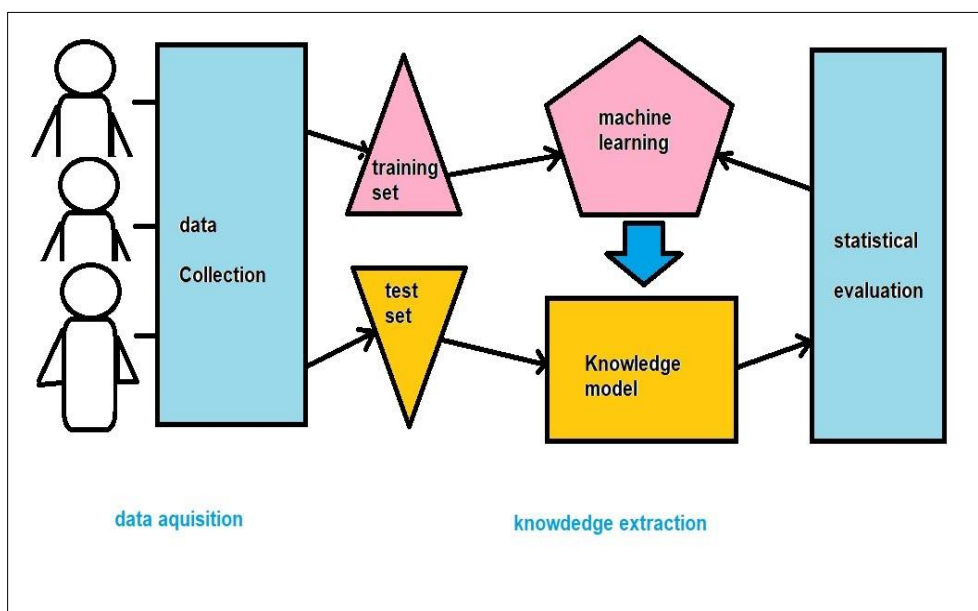 training
set
machine
learning
data
Collection
test
set
Knowledge
model
statistical
evaluation
data aquisition
knowdedge extraction